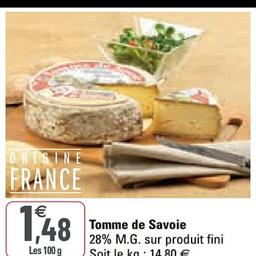 ORIGINE
FRANCE
1€,48
Les 100 g
Tomme de Savoie
28% M.G. sur produit fini
Soit le kg : 14,80 €